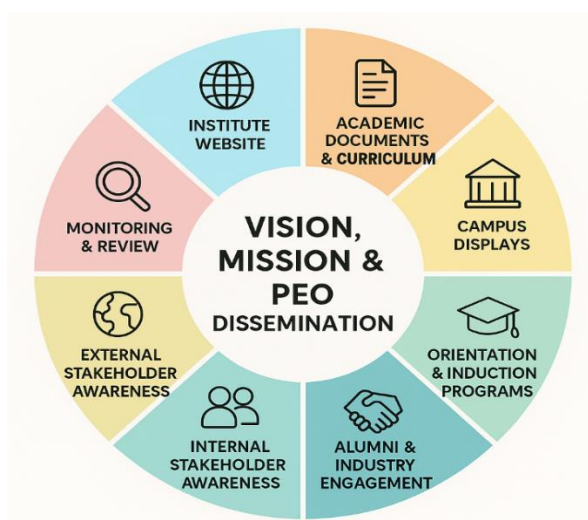 INSTITUTE
WEBSITE
ACADEMIC
DOCUMENTS
& CURRICULUM
CAMPUS
DISPLAYS
ORIENTATION
& INDUCTION
PROGRAMS
ALUMNI &
INDUSTRY
ENGAGEMENT
INTERNAL
STAKEHOLDER
AWARENESS
EXTERNAL
STAKEHOLDER
AWARENESS
MONITORING
& REVIEW
VISION,
MISSION &
PEO
DISSEMINATION